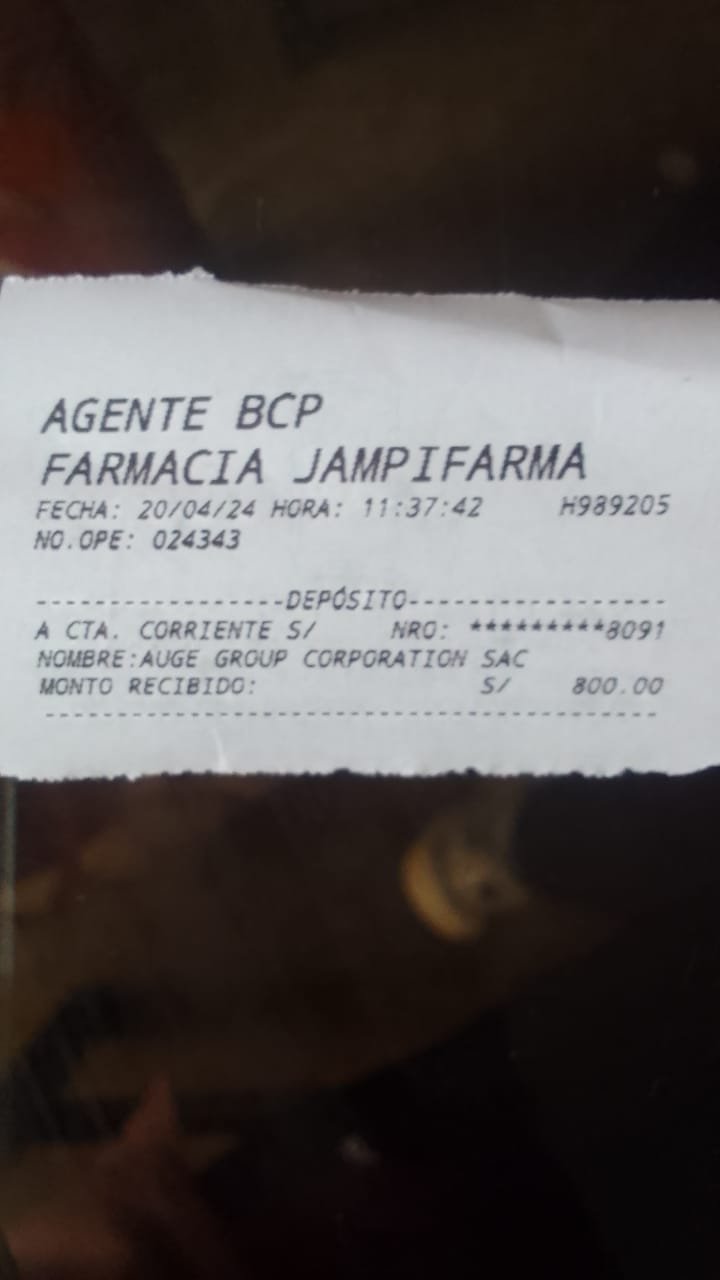 AGENTE BCP
FARMACIA JAMPIFARMA
FECHA: 20/04/24 HORA: 11:37:42 H989205
NO.OPE: 024343
-----------------DEPÓSITO-----------------
A CTA. CORRIENTE S/ NRO: *********8091
NOMBRE:AUGE GROUP CORPORATION SAC
MONTO RECIBIDO: S/ 800.00
------------------------------------------